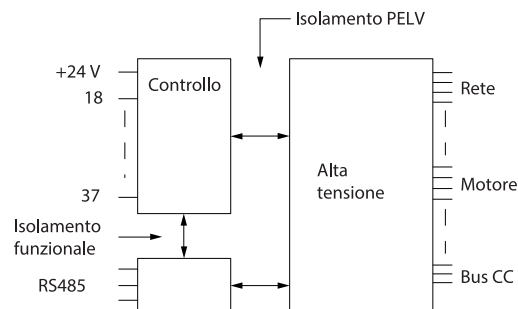 Isolamento PELV
+24 V
Controllo
18
Rete
Alta
tensione
37
Motore
Isolamento
funzionale
RS485
Bus CC